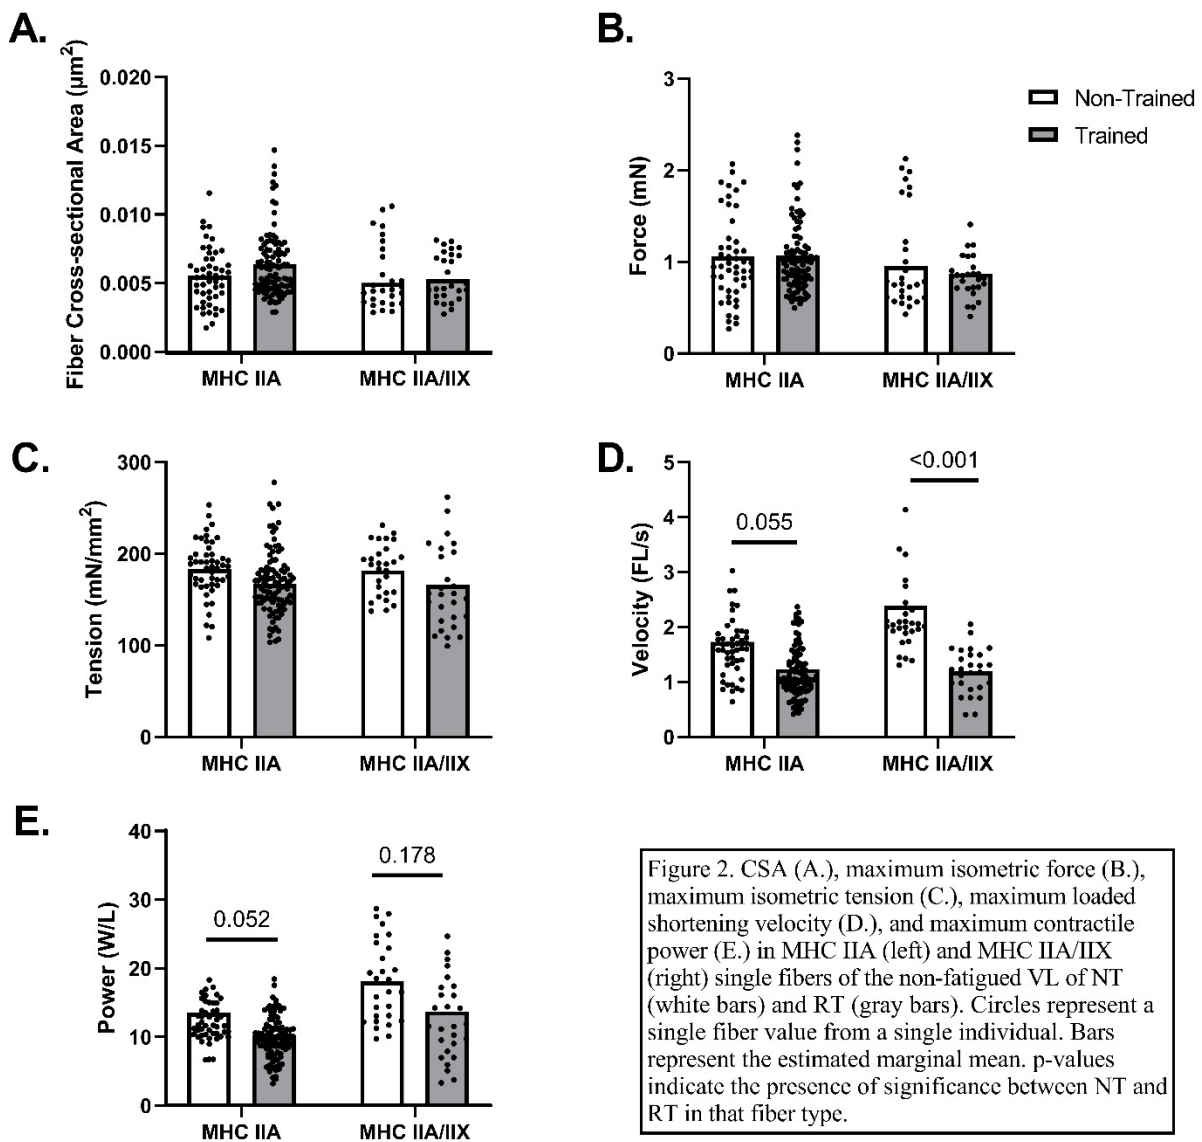 A.
Fiber Cross-sectional Area (µm²)
0.020
0.015
0.010
0.005
0.000
MHC IIA
MHC IIA/IIX
B.
Force (mN)
3
2
1
0
MHC IIA
MHC IIA/IIX
Non-Trained
Trained
C.
Tension (mN/mm²)
300
200
100
0
MHC IIA
MHC IIA/IIX
D.
Velocity (FL/s)
5
4
3
2
1
0
0.055
<0.001
MHC IIA
MHC IIA/IIX
E.
Power (W/L)
40
30
20
10
0
0.052
0.178
MHC IIA
MHC IIA/IIX
Figure 2. CSA (A.), maximum isometric force (B.),
maximum isometric tension (C.), maximum loaded
shortening velocity (D.), and maximum contractile
power (E.) in MHC IIA (left) and MHC IIA/IIX
(right) single fibers of the non-fatigued VL of NT
(white bars) and RT (gray bars). Circles represent a
single fiber value from a single individual. Bars
represent the estimated marginal mean. p-values
indicate the presence of significance between NT and
RT in that fiber type.